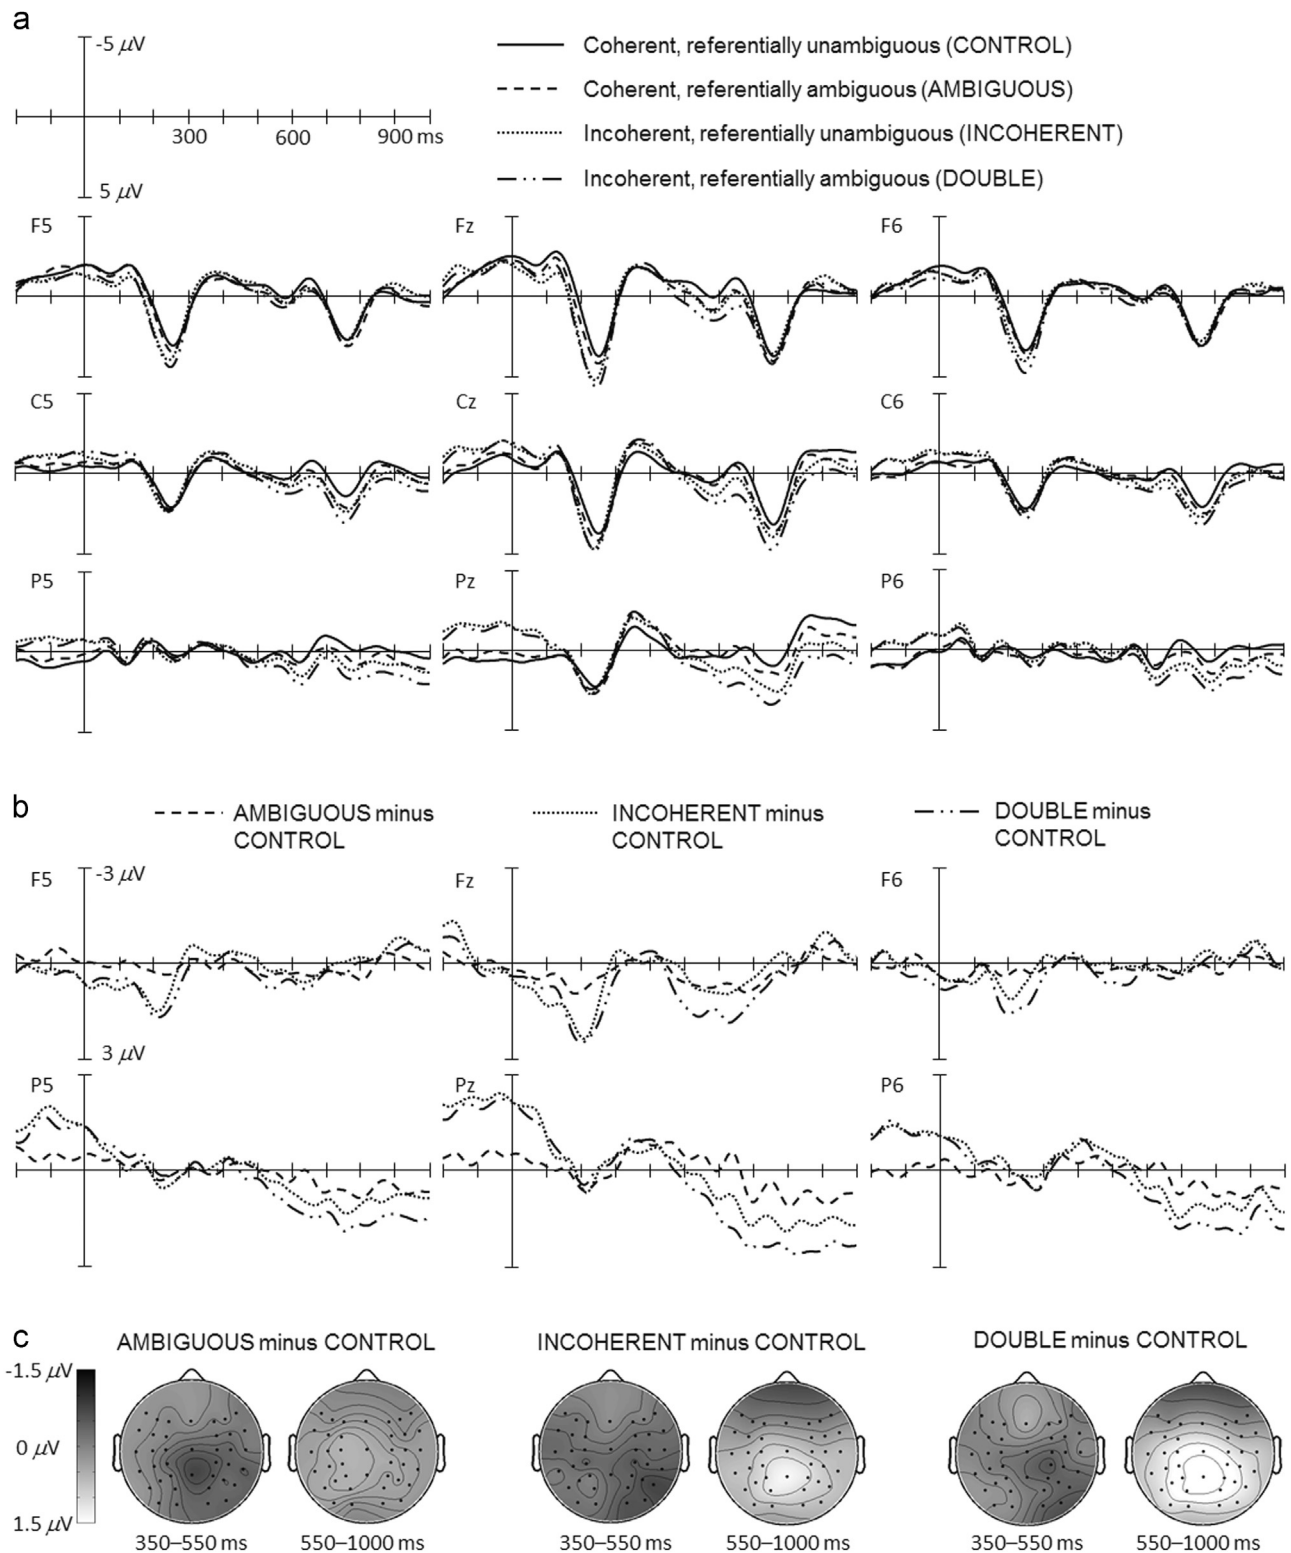 a
-5 μV
300
600
900 ms
5 μV
Coherent, referentially unambiguous (CONTROL)
Coherent, referentially ambiguous (AMBIGUOUS)
Incoherent, referentially unambiguous (INCOHERENT)
Incoherent, referentially ambiguous (DOUBLE)
F5
Fz
F6
C5
Cz
C6
P5
Pz
P6
b
AMBIGUOUS minus
CONTROL
INCOHERENT minus
CONTROL
DOUBLE minus
CONTROL
F5
-3 μV
3 μV
Fz
F6
P5
Pz
P6
c
AMBIGUOUS minus CONTROL
INCOHERENT minus CONTROL
DOUBLE minus CONTROL
-1.5 μV
0 μV
1.5 μV
350–550 ms
550–1000 ms
350–550 ms
550–1000 ms
350–550 ms
550–1000 ms